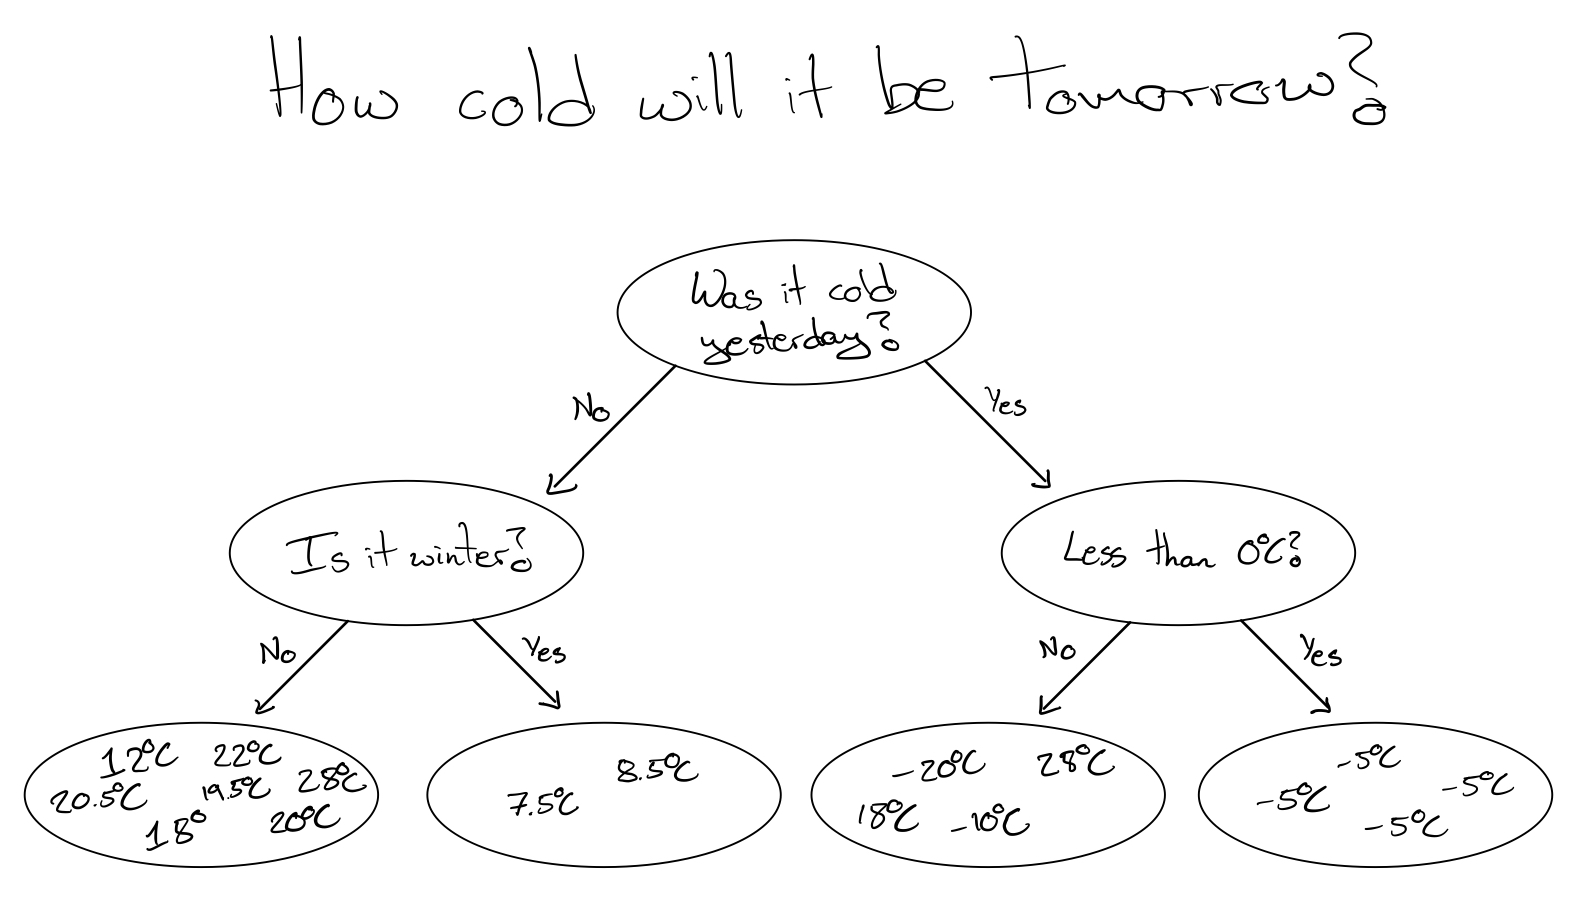 How cold will it be tomorrow?
Was it cold
yesterday?
No
Yes
Is it winter?
Less than 0°C?
No
Yes
No
Yes
12°C 22°C
20.5°C 19.5°C 28°C
18° 20°C
8.5°C
7.5°C
-20°C 28°C
18°C -10°C
-5°C
-5°C -5°C
-5°C